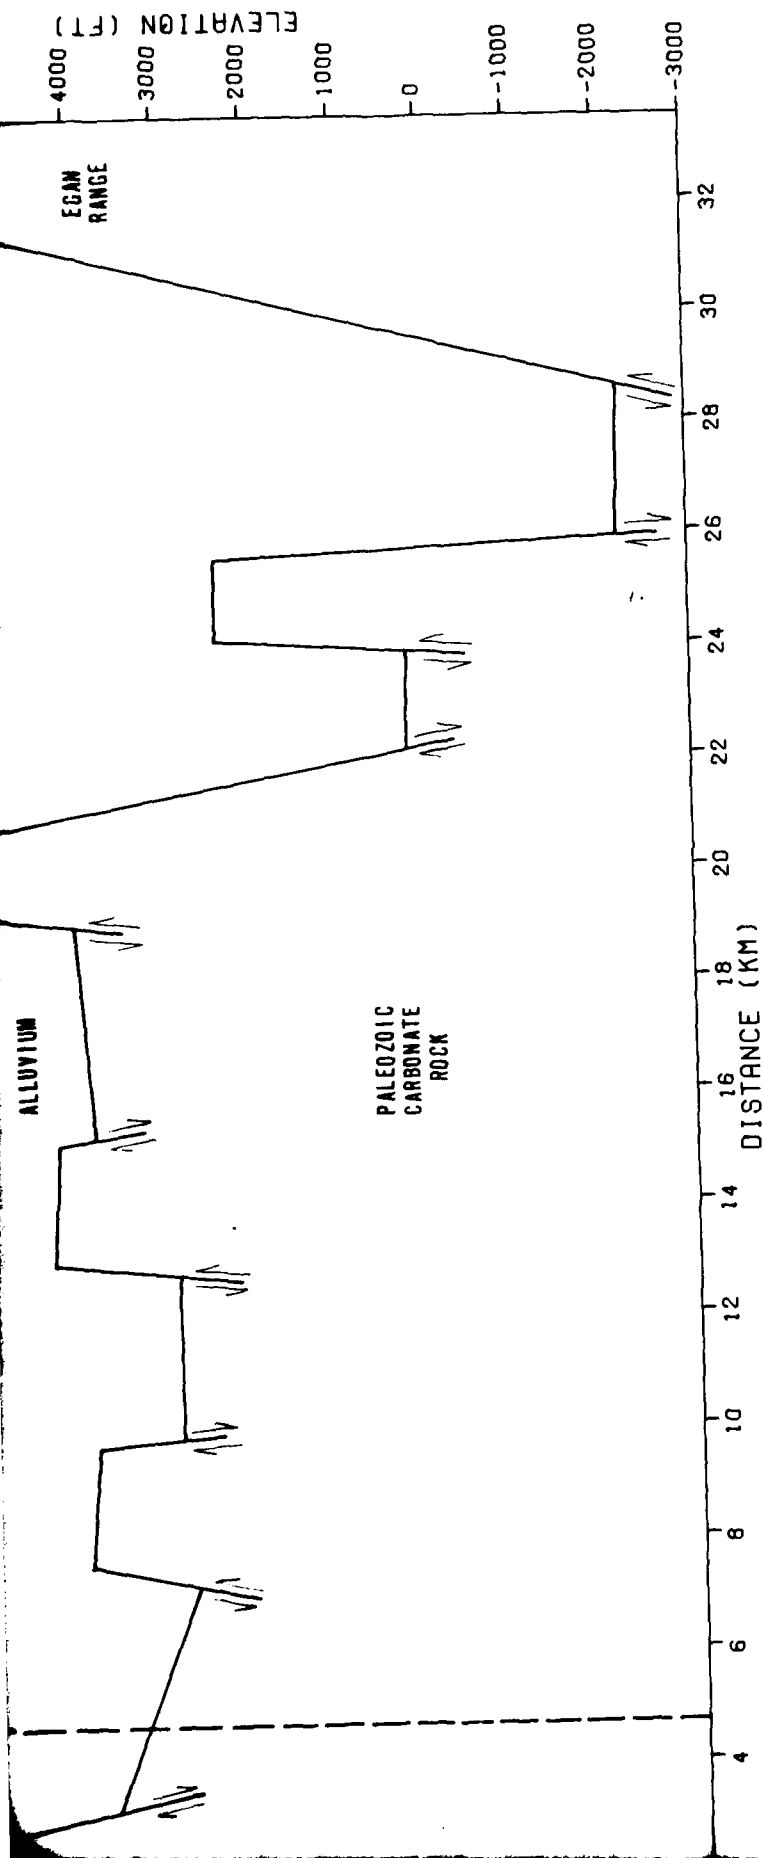 ELEVATION (FT)
4000
3000
2000
1000
0
-1000
-2000
-3000
EGAN
RANGE
ALLUVIUM
PALEOZOIC
CARBONATE
ROCK
4
6
8
10
12
14
16
18
20
22
24
26
28
30
32
DISTANCE (KM)